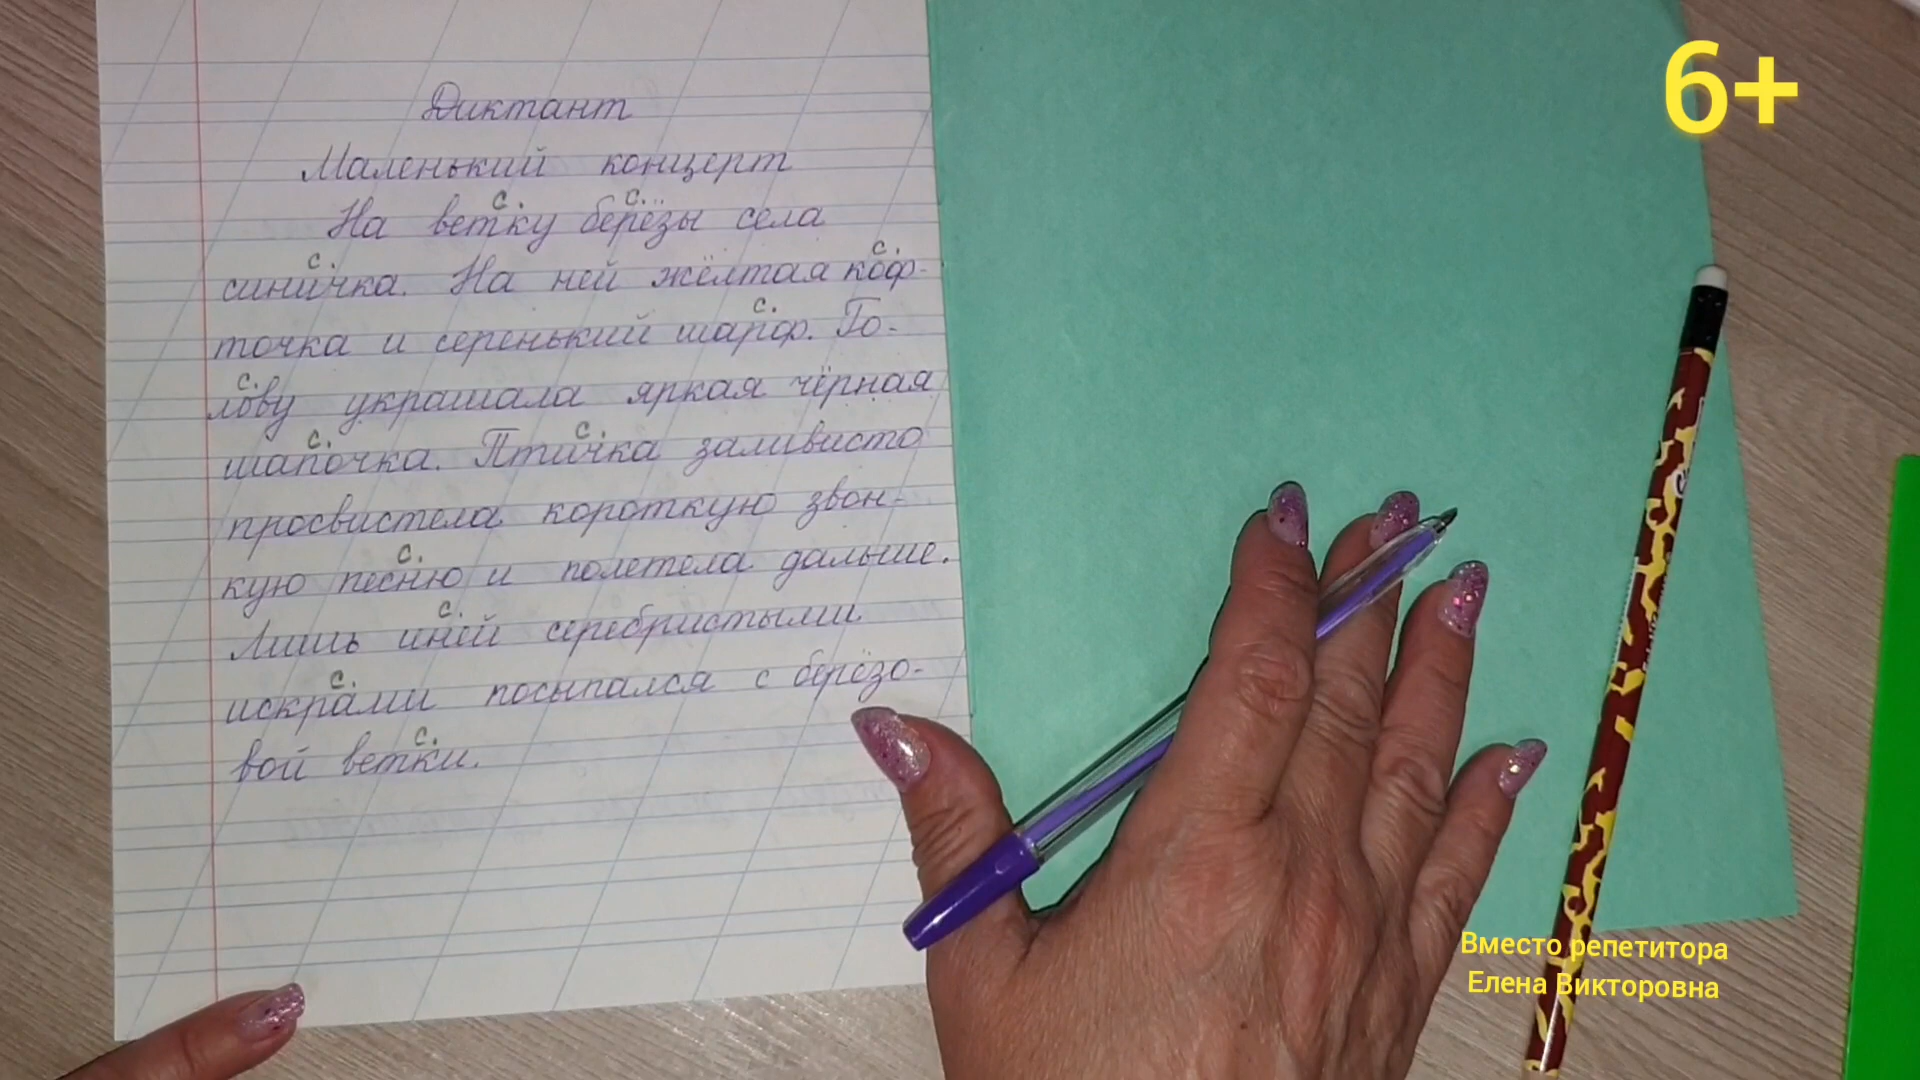 6+
Диктант
Маленький концерт
с. с.
На ветку берёзы села
с. с.
синичка. На ней жёлтая коф-
с.
точка и серенький шарф. Го-
с.
лову украшала яркая чёрная
с. с.
шапочка. Птичка заливисто
просвистела короткую звон-
с.
кую песню и полетела дальше.
с.
Лишь иней серебристыми
с.
искрами посыпался с берёзо-
с.
вой ветки.
Вместо репетитора
Елена Викторовна